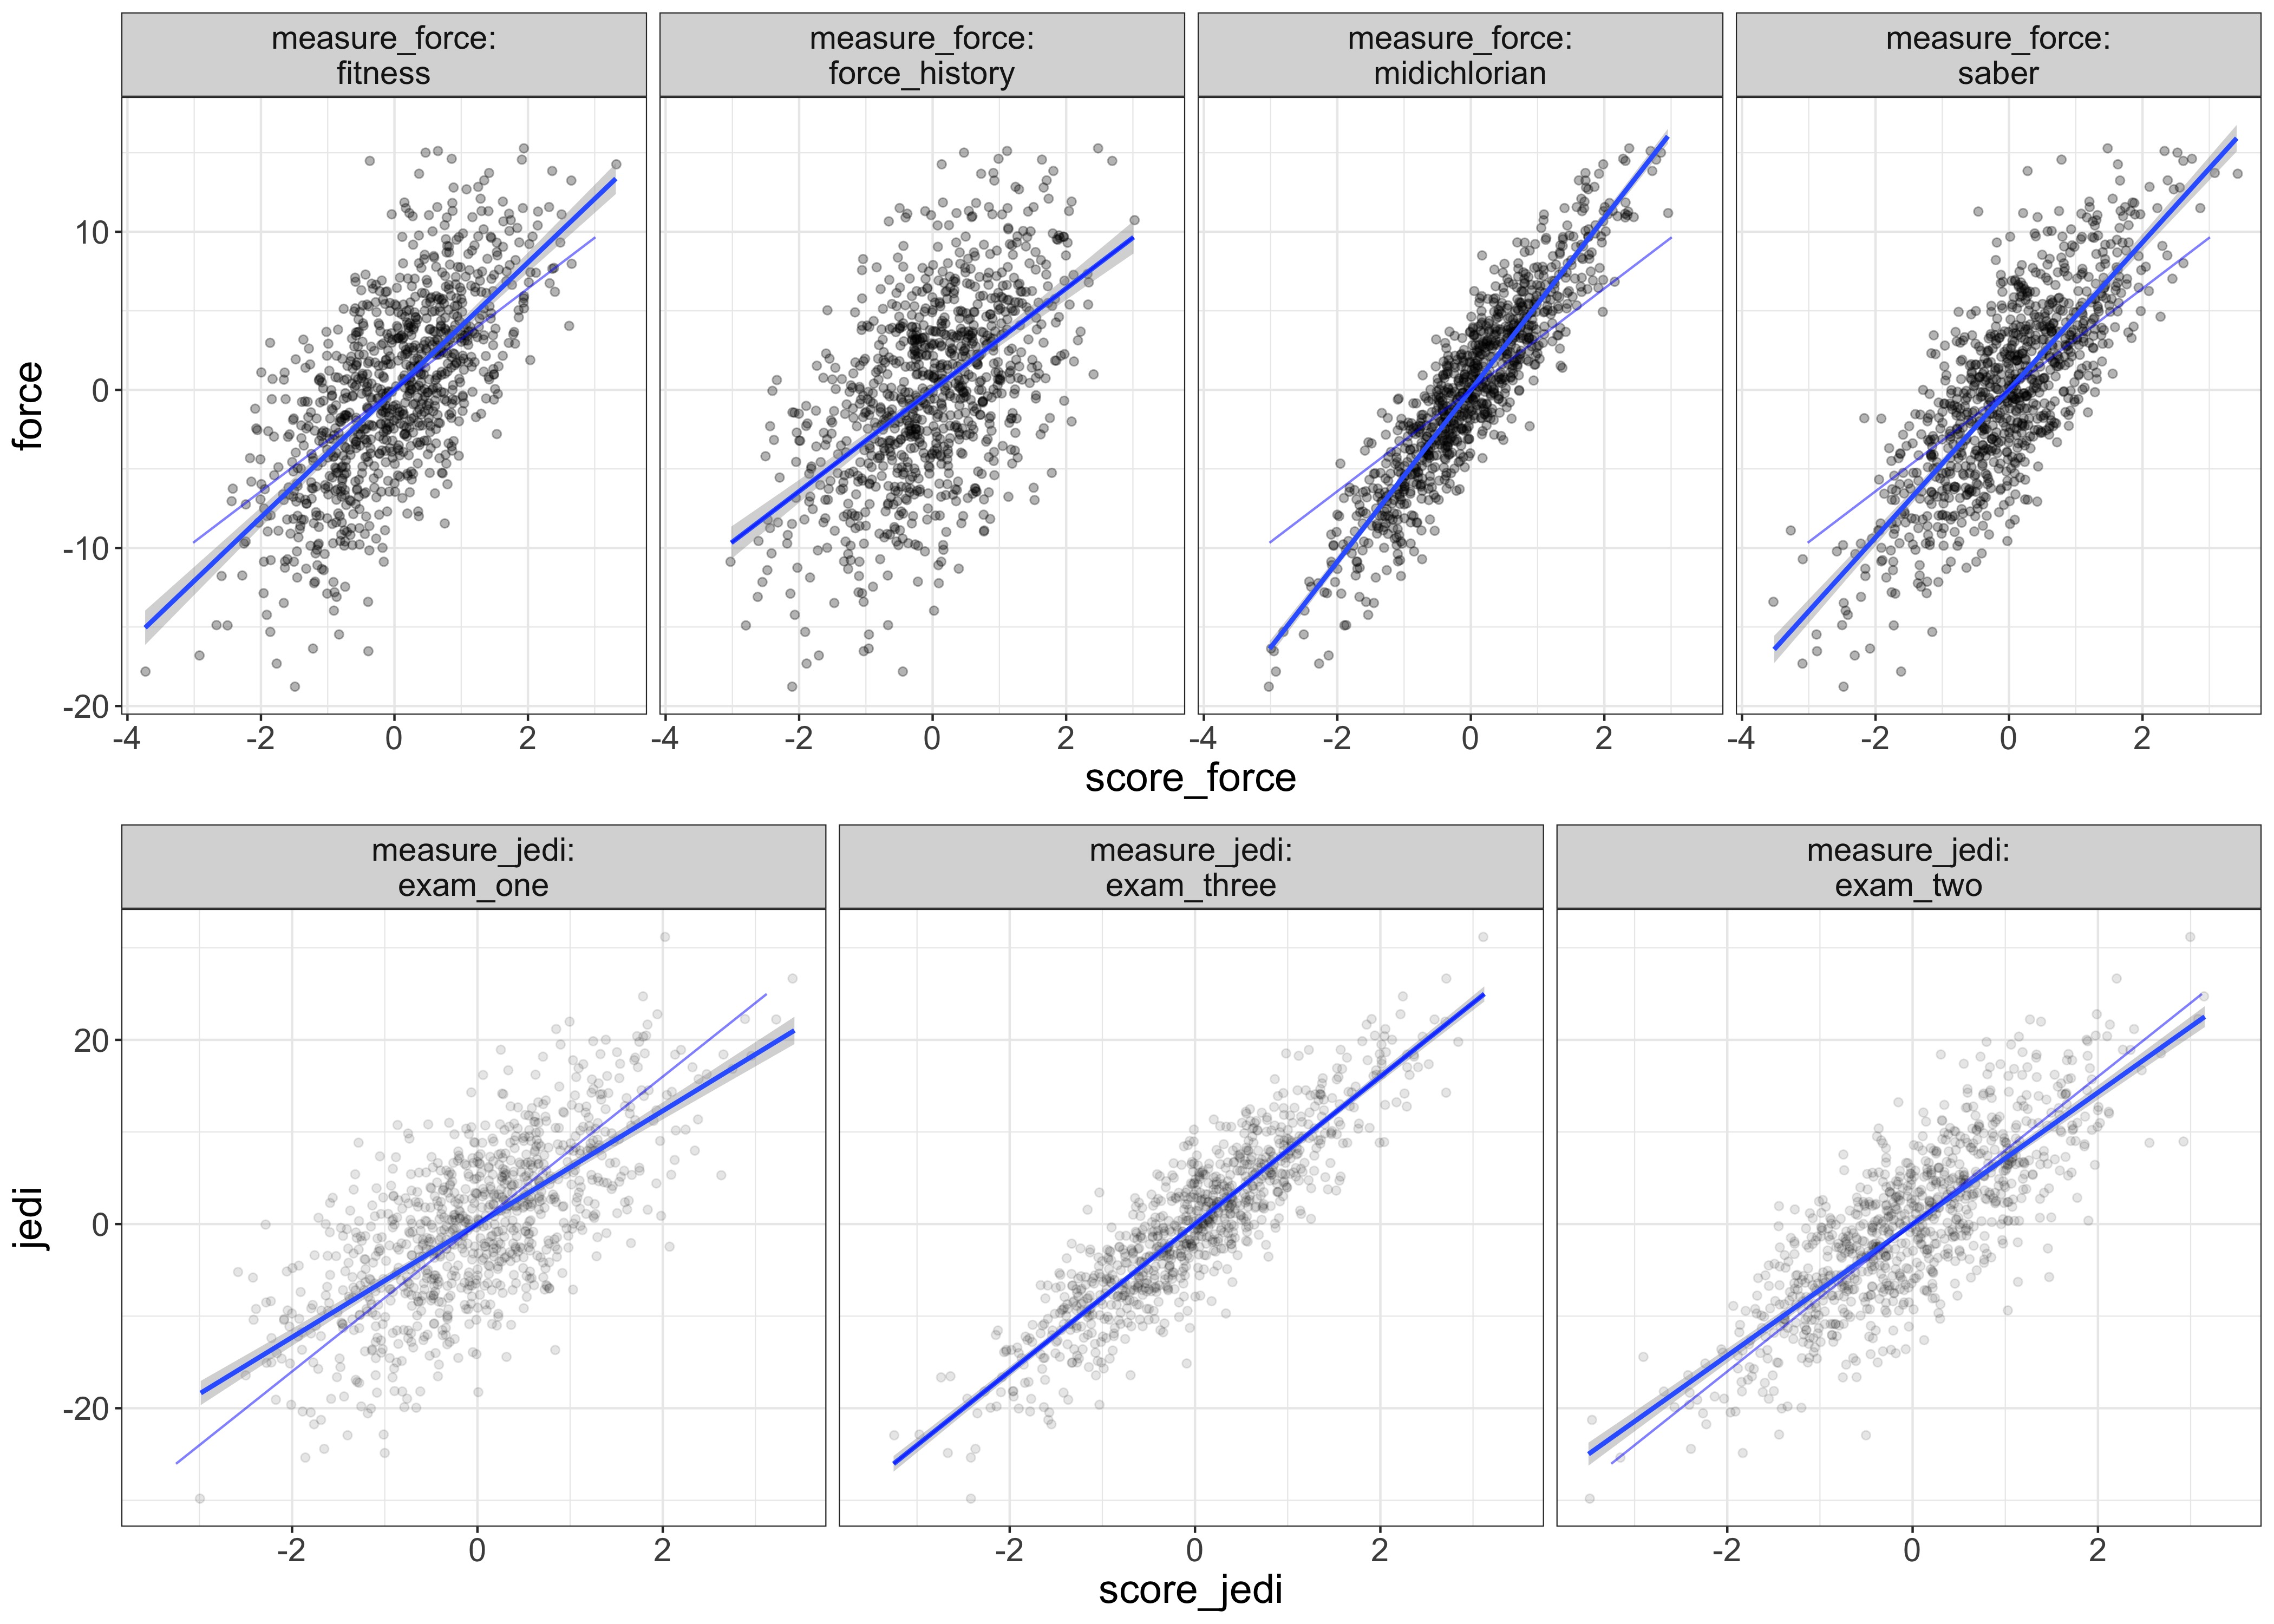 measure_force:
fitness
measure_force:
force_history
measure_force:
midichlorian
measure_force:
saber
10
0
-10
-20
force
-4 -2 0 2
-4 -2 0 2
-4 -2 0 2
-4 -2 0 2
score_force
measure_jedi:
exam_one
measure_jedi:
exam_three
measure_jedi:
exam_two
20
0
-20
jedi
-2 0 2
-2 0 2
-2 0 2
score_jedi